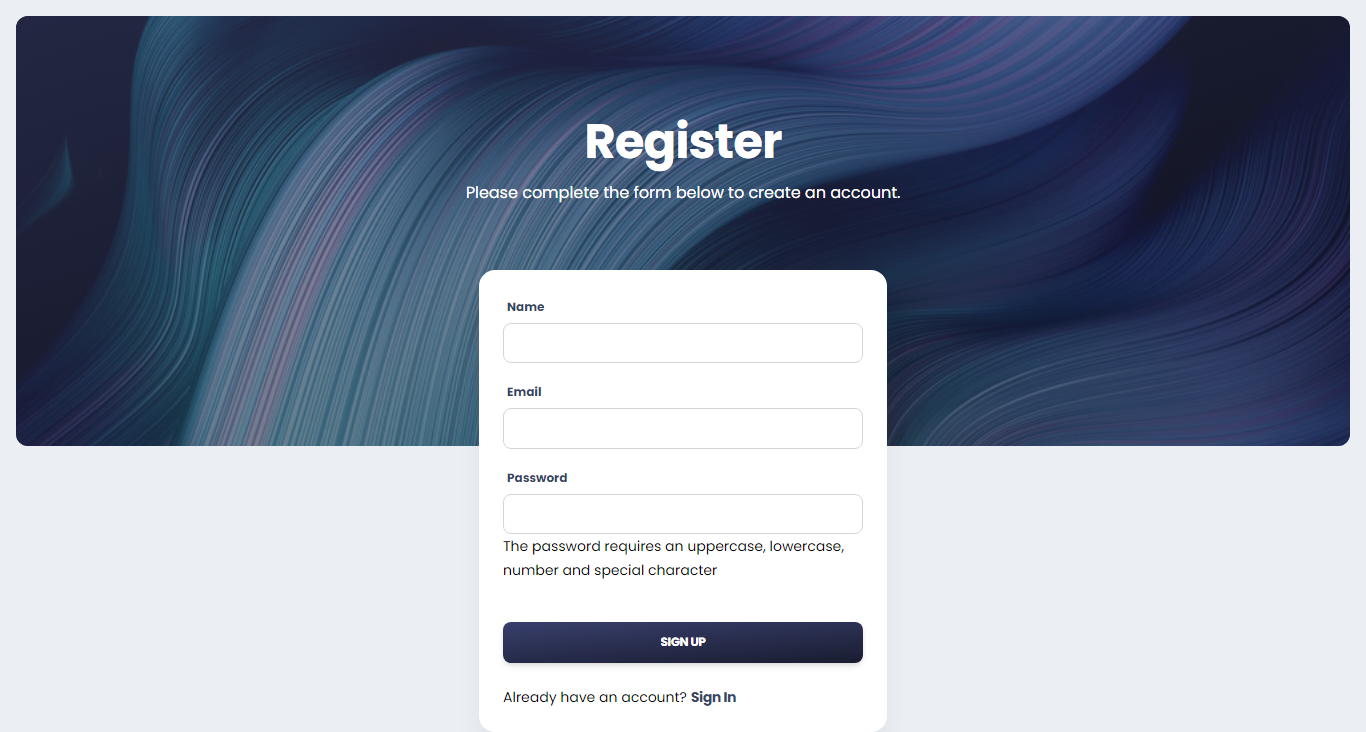 Register
Please complete the form below to create an account.
Name
Email
Password
The password requires an uppercase, lowercase,
number and special character
SIGN UP
Already have an account? Sign In